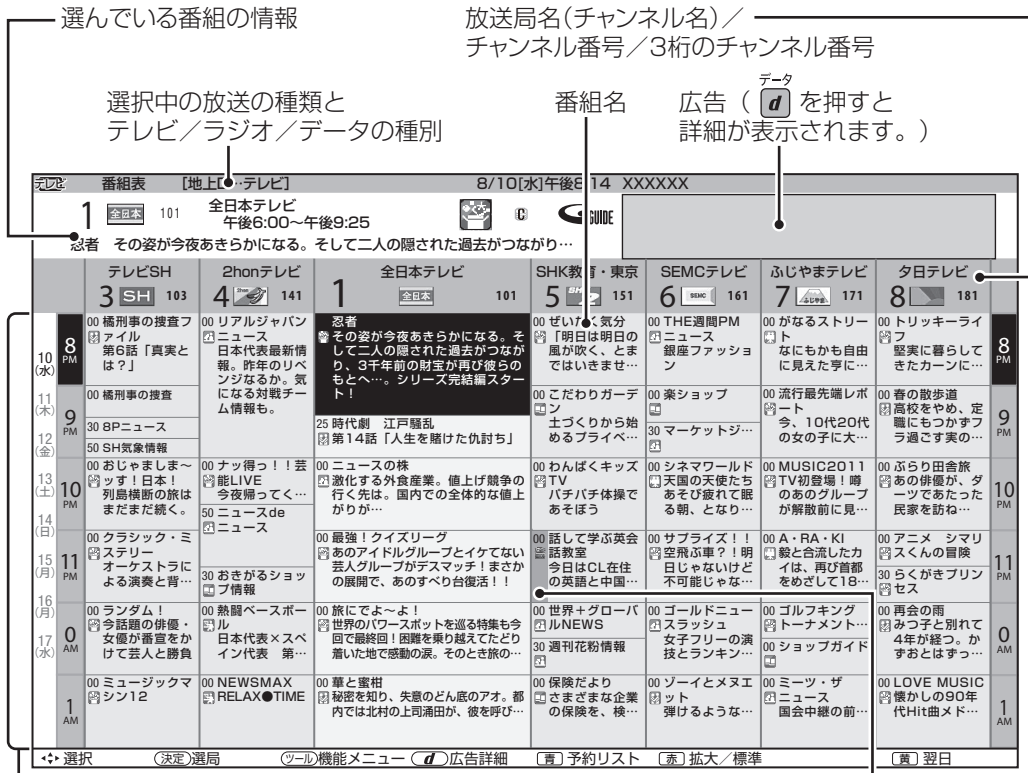 選んでいる番組の情報
放送局名（チャンネル名）／
チャンネル番号／3桁のチャンネル番号
選択中の放送の種類と
テレビ／ラジオ／データの種別
番組名
データ
広告（ d を押すと
詳細が表示されます。）
テレビ 番組表 [地上D…テレビ] 8/10[水]午後8:14 XXXXXX
1 全日本 101 全日本テレビ
午後6:00～午後9:25
GUIDE
忍者 その姿が今夜あきらかになる。そして二人の隠された過去がつながり…
テレビSH 2honテレビ 全日本テレビ SHK教育・東京 SEMCテレビ ふじやまテレビ 夕日テレビ
3 SH 103 4 2hon 141 1 全日本 101 5 151 6 SEMC 161 7 ふじやま 171 8 181
10
(水)
11
(木)
12
(金)
13
(土)
14
(日)
15
(月)
16
(月)
17
(水)
8
PM
9
PM
10
PM
11
PM
0
AM
1
AM
00 橘刑事の捜査フ
ァイル
第6話「真実と
は？」
00 橘刑事の捜査
30 8Pニュース
50 SH気象情報
00 おじゃましま～
ッす！日本！
列島横断の旅は
まだまだ続く。
00 クラシック・ミ
ステリー
オーケストラに
よる演奏と背…
00 ランダム！
今話題の俳優・
女優が番宣をか
けて芸人と勝負
00 ミュージックマ
シン12
00 リアルジャパン
ニュース
日本代表最新情
報。昨年のリベ
ンジなるか。気
になる対戦チー
ム情報も。
00 ナッ得っ！！芸
能LIVE
今夜帰ってく…
50 ニュースde
ニュース
30 おきがるショッ
プ情報
00 熱闘ベースボー
ル
日本代表×スペ
イン代表 第…
00 NEWSMAX
RELAX●TIME
忍者
その姿が今夜あきらかになる。そ
して二人の隠された過去がつなが
り、3千年前の財宝が再び彼らの
もとへ…。シリーズ完結編スター
ト！
25 時代劇 江戸騒乱
第14話「人生を賭けた仇討ち」
00 ニュースの株
激化する外食産業。値上げ競争の
行く先は。国内での全体的な値上
がりが…
00 最強！クイズリーグ
あのアイドルグループとイケてない
芸人グループがデスマッチ！まさか
の展開で、あのすべり台復活！！
00 旅にでよ～よ！
世界のパワースポットを巡る特集も今
回で最終回！困難を乗り越えてたどり
着いた地で感動の涙。そのとき旅の…
00 華と蜜柑
秘密を知り、失意のどん底のアオ。都
内では北村の上司涌田が、彼を呼び…
00 ぜいたく気分
「明日は明日の
風が吹く、とま
ではいきませ…
00 こだわりガーデ
ン
土づくりから始
めるプライベ…
00 わんぱくキッズ
TV
パチパチ体操で
あそぼう
00 話して学ぶ英会
話教室
今日はCL在住
の英語と中国…
00 世界＋グローバ
ルNEWS
30 週刊花粉情報
00 保険だより
さまざまな企業
の保険を、検…
00 THE週間PM
ニュース
銀座ファッショ
ン
00 楽ショップ
30 マーケットジ…
00 シネマワールド
天国の天使たち
あそび疲れて眠
る朝、となり…
00 サプライズ！！
空飛ぶ車？！明
日じゃないけど
不可能じゃな…
00 ゴールドニュー
スラッシュ
女子フリーの演
技とランキン…
00 ゾーイとメヌエ
ット
弾けるような…
00 がなるストリー
ト
なにもかも自由
に見えた亨に…
00 流行最先端レポ
ート
今、10代20代
の女の子に大…
00 MUSIC2011
TV初登場！噂
のあのグループ
が解散前に見…
00 A・RA・KI
毅と合流したカ
イは、再び首都
をめざして18…
00 ゴルフキング
トーナメント…
00 ショップガイド
00 ミーツ・ザ
ニュース
国会中継の前…
00 トリッキーライ
フ
堅実に暮らして
きたカーンに…
00 春の散歩道
高校をやめ、定
職にもつかずフ
ラ過ごす実の…
00 ぶらり田舎旅
あの俳優が、ダ
ーツであたった
民家を訪ね…
00 アニメ シマリ
スくんの冒険
30 らくがきプリン
セス
00 再会の雨
みつ子と別れて
4年が経つ。か
ずおとはずっ…
00 LOVE MUSIC
懐かしの90年
代Hit曲メド…
8
PM
9
PM
10
PM
11
PM
0
AM
1
AM
選択 決定 選局 ツール 機能メニュー d 広告詳細 青 予約リスト 赤 拡大／標準 黄 翌日